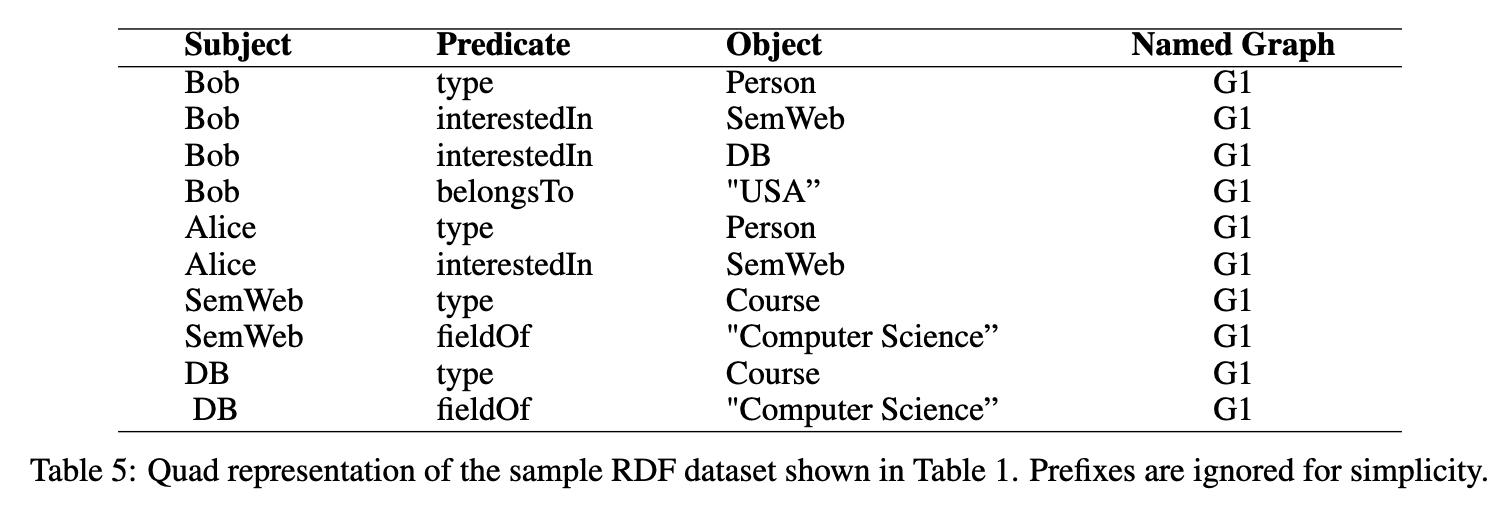 Subject Predicate Object Named Graph
Bob type Person G1
Bob interestedIn SemWeb G1
Bob interestedIn DB G1
Bob belongsTo "USA” G1
Alice type Person G1
Alice interestedIn SemWeb G1
SemWeb type Course G1
SemWeb fieldOf "Computer Science” G1
DB type Course G1
DB fieldOf "Computer Science” G1
Table 5: Quad representation of the sample RDF dataset shown in Table 1. Prefixes are ignored for simplicity.